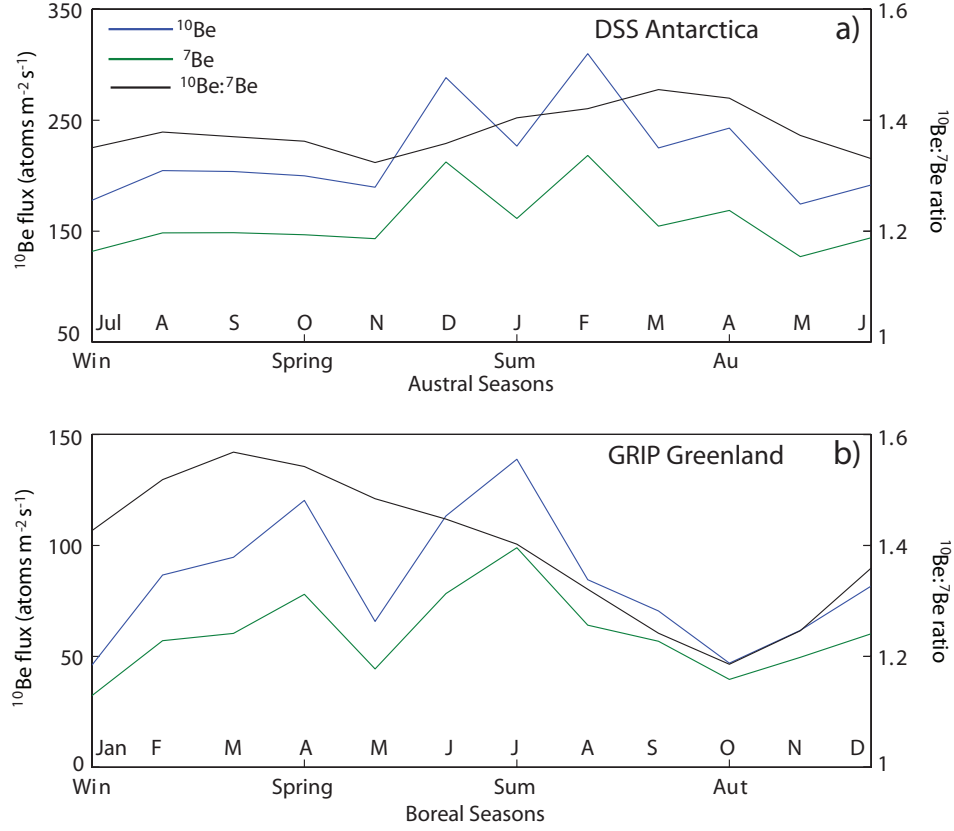 350
1.6
DSS Antarctica
a)
¹⁰Be
⁷Be
¹⁰Be:⁷Be
250
1.4
150
1.2
50
1
¹⁰Be flux (atoms m⁻² s⁻¹)
¹⁰Be:⁷Be ratio
Jul A S O N D J F M A M J
Win Spring Sum Au
Austral Seasons
150
1.6
GRIP Greenland
b)
100
1.4
50
1.2
0
1
¹⁰Be flux (atoms m⁻² s⁻¹)
¹⁰Be:⁷Be ratio
Jan F M A M J J A S O N D
Win Spring Sum Aut
Boreal Seasons